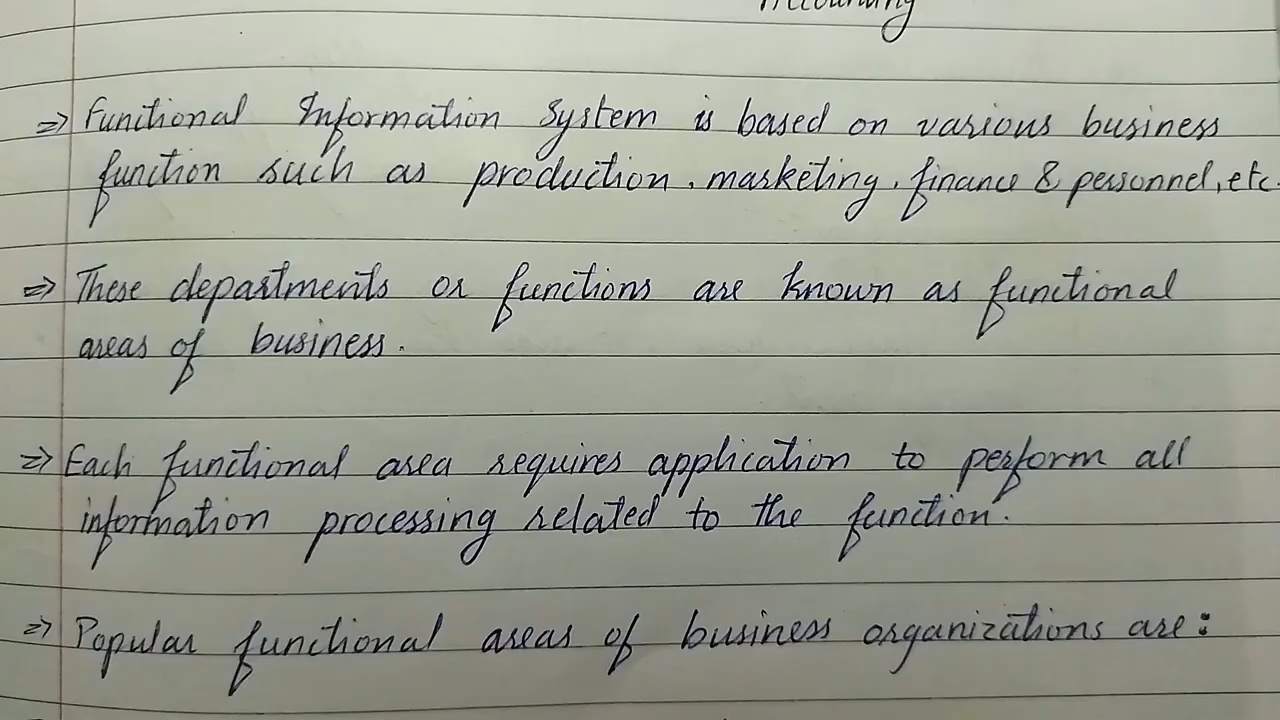 Accounting
⇒ Functional Information System is based on various business
function such as production, marketing, finance & personnel, etc.
⇒ These departments or functions are known as functional
areas of business.
⇒ Each functional area requires application to perform all
information processing related to the function.
⇒ Popular functional areas of business organizations are: